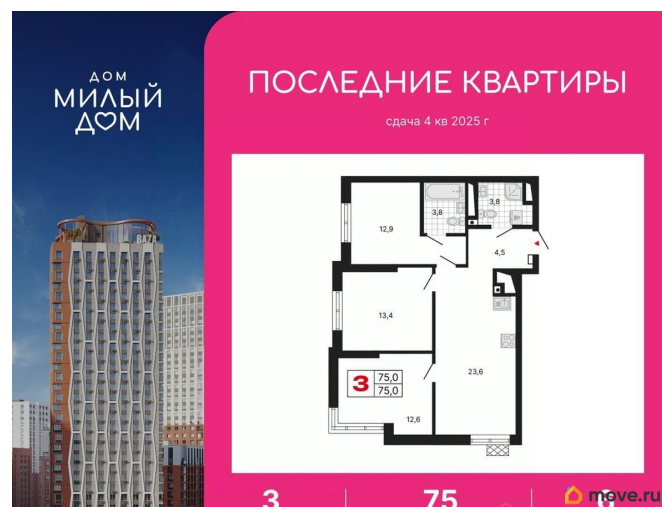 ДОМ
МИЛЫЙ
ДОМ
ПОСЛЕДНИЕ КВАРТИРЫ
сдача 4 кв 2025 г
12,9
3,8
3,8
4,5
13,4
3
75,0
75,0
12,6
23,6
3
75
6
move.ru